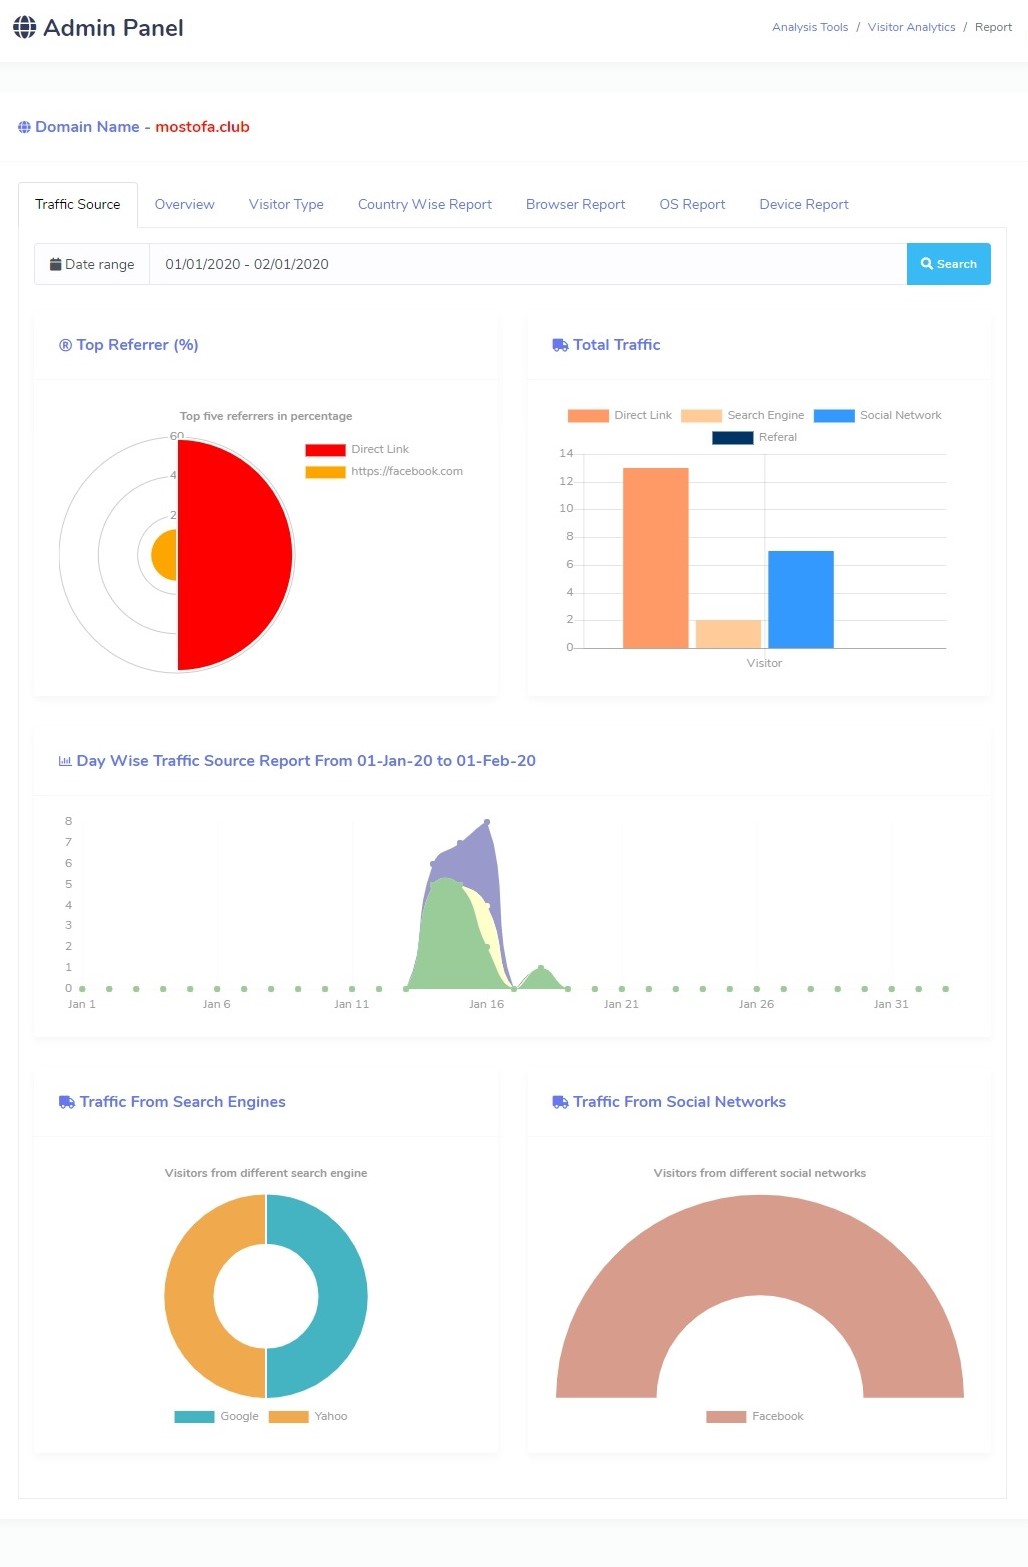 Admin Panel
Analysis Tools / Visitor Analytics / Report
Domain Name - mostofa.club
Traffic Source
Overview
Visitor Type
Country Wise Report
Browser Report
OS Report
Device Report
Date range
01/01/2020 - 02/01/2020
Search
® Top Referrer (%)
Top five referrers in percentage
Direct Link
https://facebook.com
Total Traffic
Direct Link
Search Engine
Social Network
Referal
14
12
10
8
6
4
2
0
Visitor
Day Wise Traffic Source Report From 01-Jan-20 to 01-Feb-20
8
7
6
5
4
3
2
1
0
Jan 1
Jan 6
Jan 11
Jan 16
Jan 21
Jan 26
Jan 31
Traffic From Search Engines
Visitors from different search engine
Google
Yahoo
Traffic From Social Networks
Visitors from different social networks
Facebook